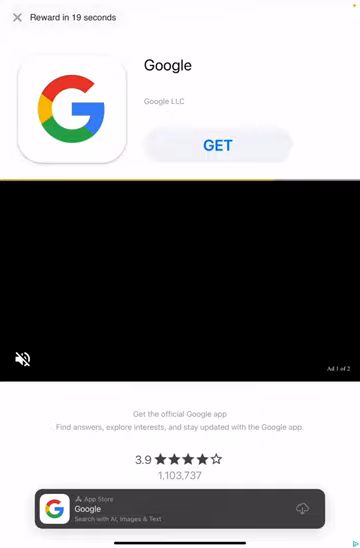 Reward in 19 seconds
Google
Google LLC
GET
Ad 1 of 2
Get the official Google app
Find answers, explore interests, and stay updated with the Google app.
3.9
1,103,737
App Store
Google
Search with AI, Images & Text